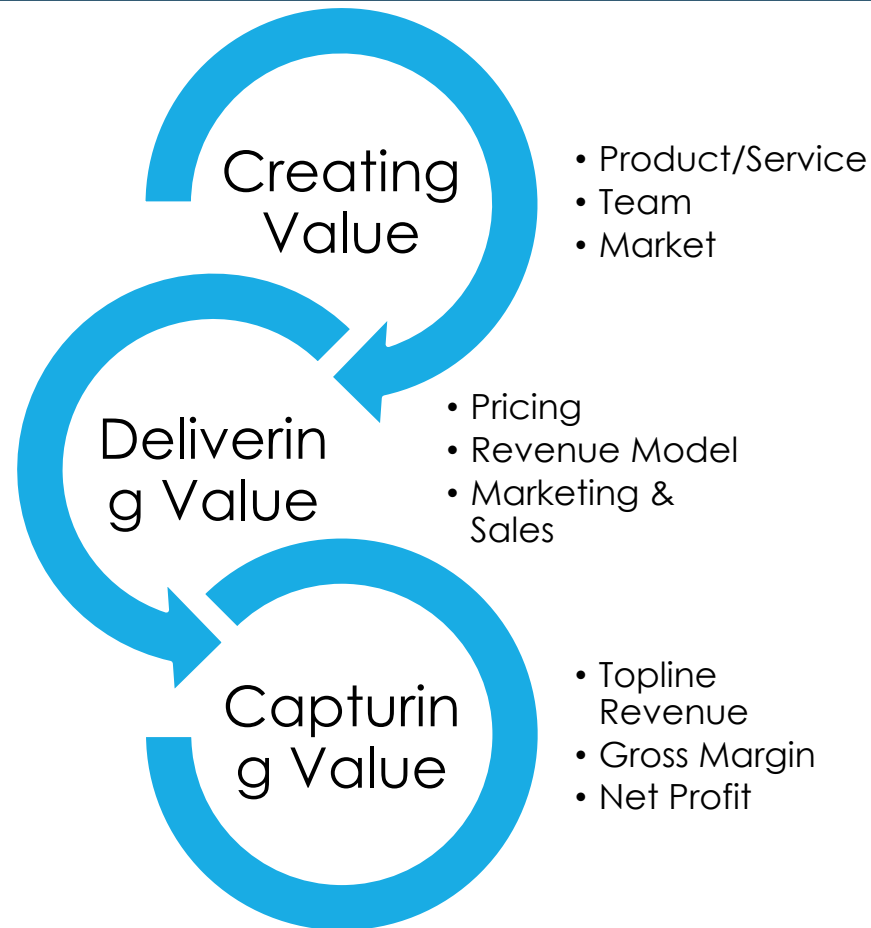 Creating
Value
• Product/Service
• Team
• Market
Deliverin
g Value
• Pricing
• Revenue Model
• Marketing &
Sales
Capturin
g Value
• Topline
Revenue
• Gross Margin
• Net Profit